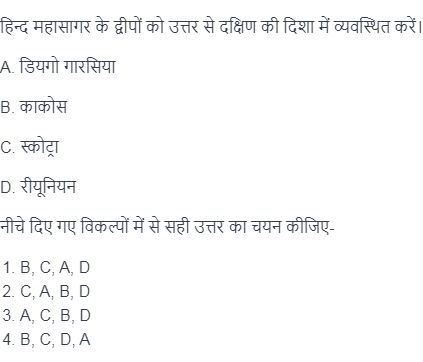 हिन्द महासागर के द्वीपों को उत्तर से दक्षिण की दिशा में व्यवस्थित करें।
A. डियगो गारसिया
B. काकोस
C. स्कोट्रा
D. रीयूनियन
नीचे दिए गए विकल्पों में से सही उत्तर का चयन कीजिए-
1. B, C, A, D
2. C, A, B, D
3. A, C, B, D
4. B, C, D, A